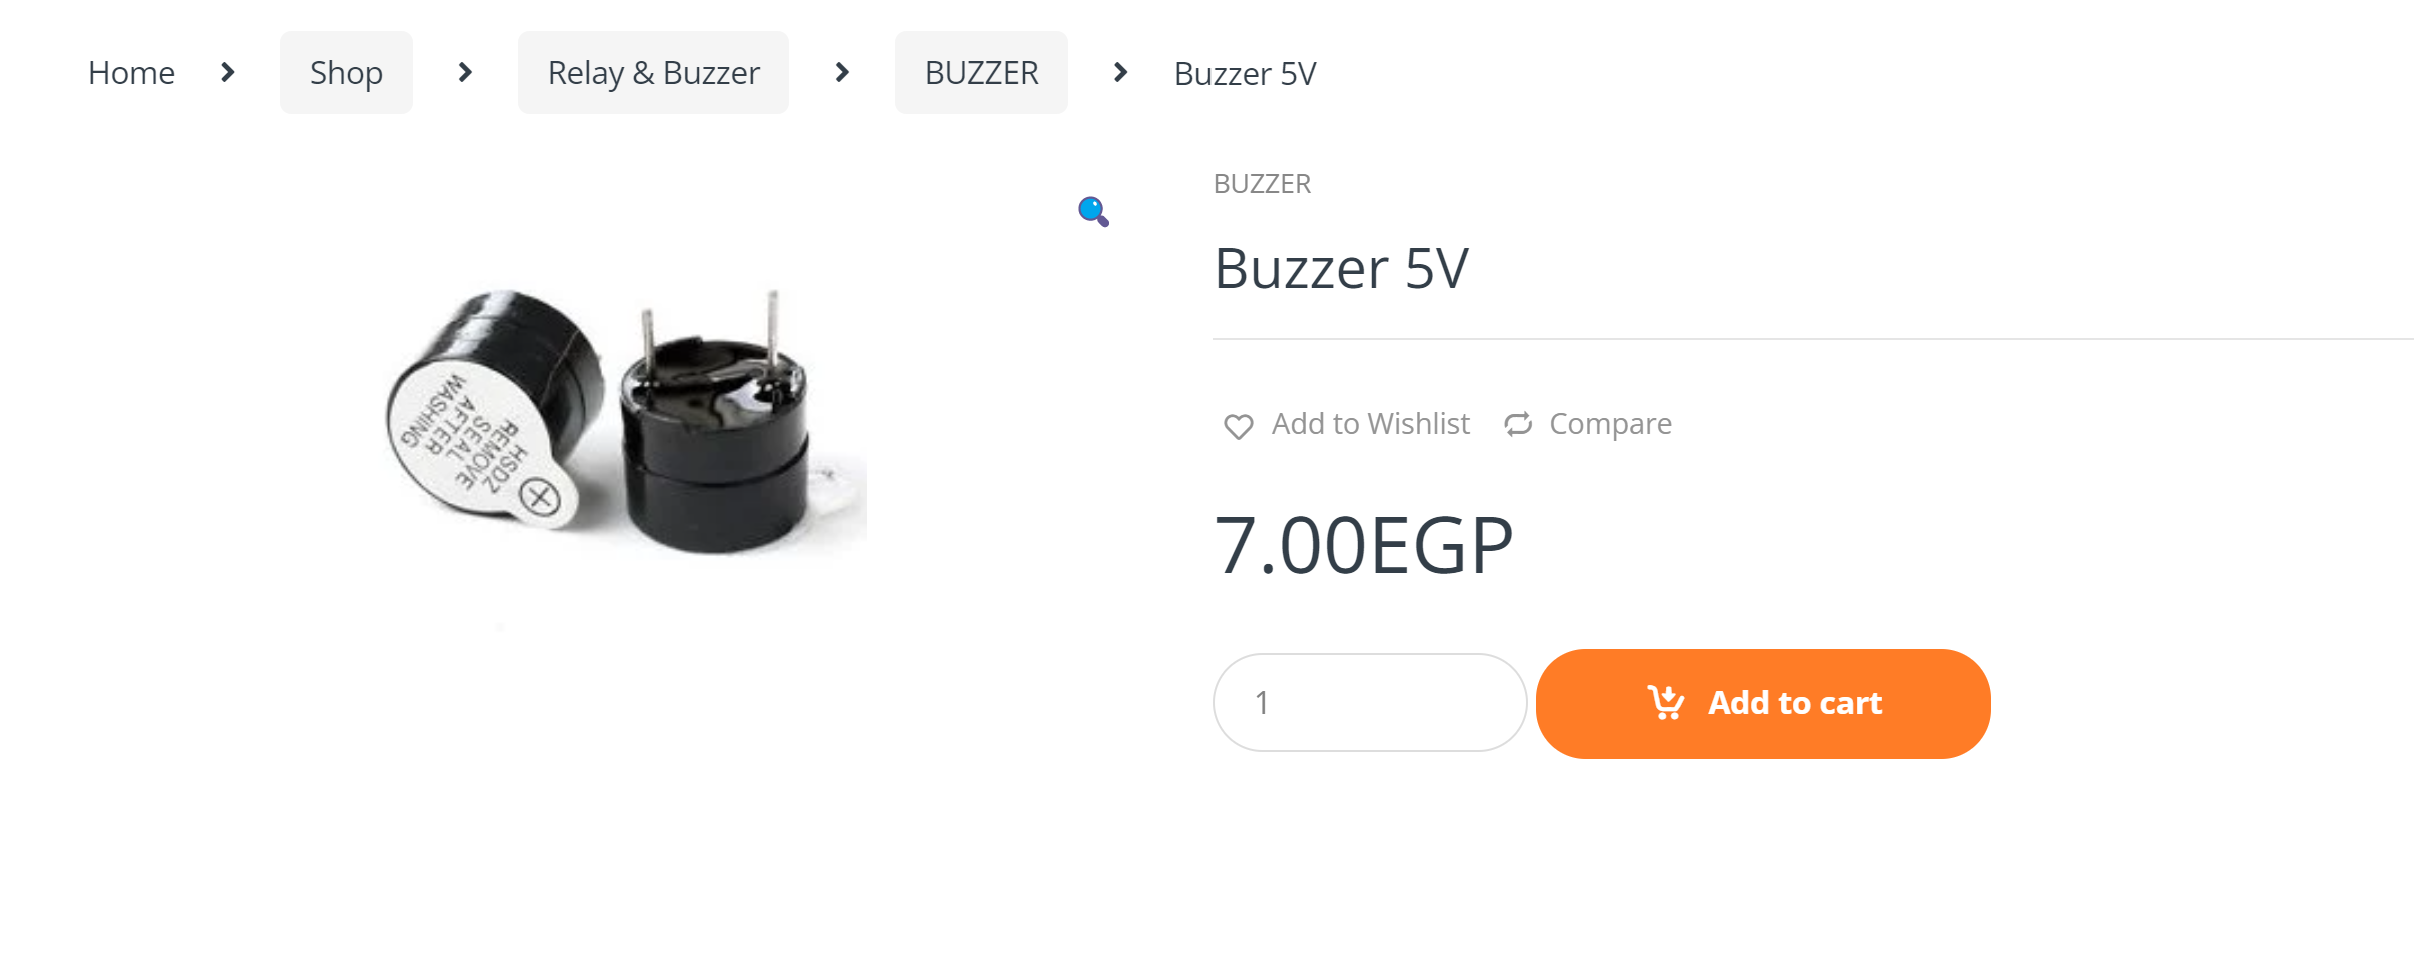 Home
Shop
Relay & Buzzer
BUZZER
Buzzer 5V
BUZZER
Buzzer 5V
Add to Wishlist
Compare
7.00EGP
1
Add to cart
HSDZ
REMOVE
SEAL
AFTER
WASHING